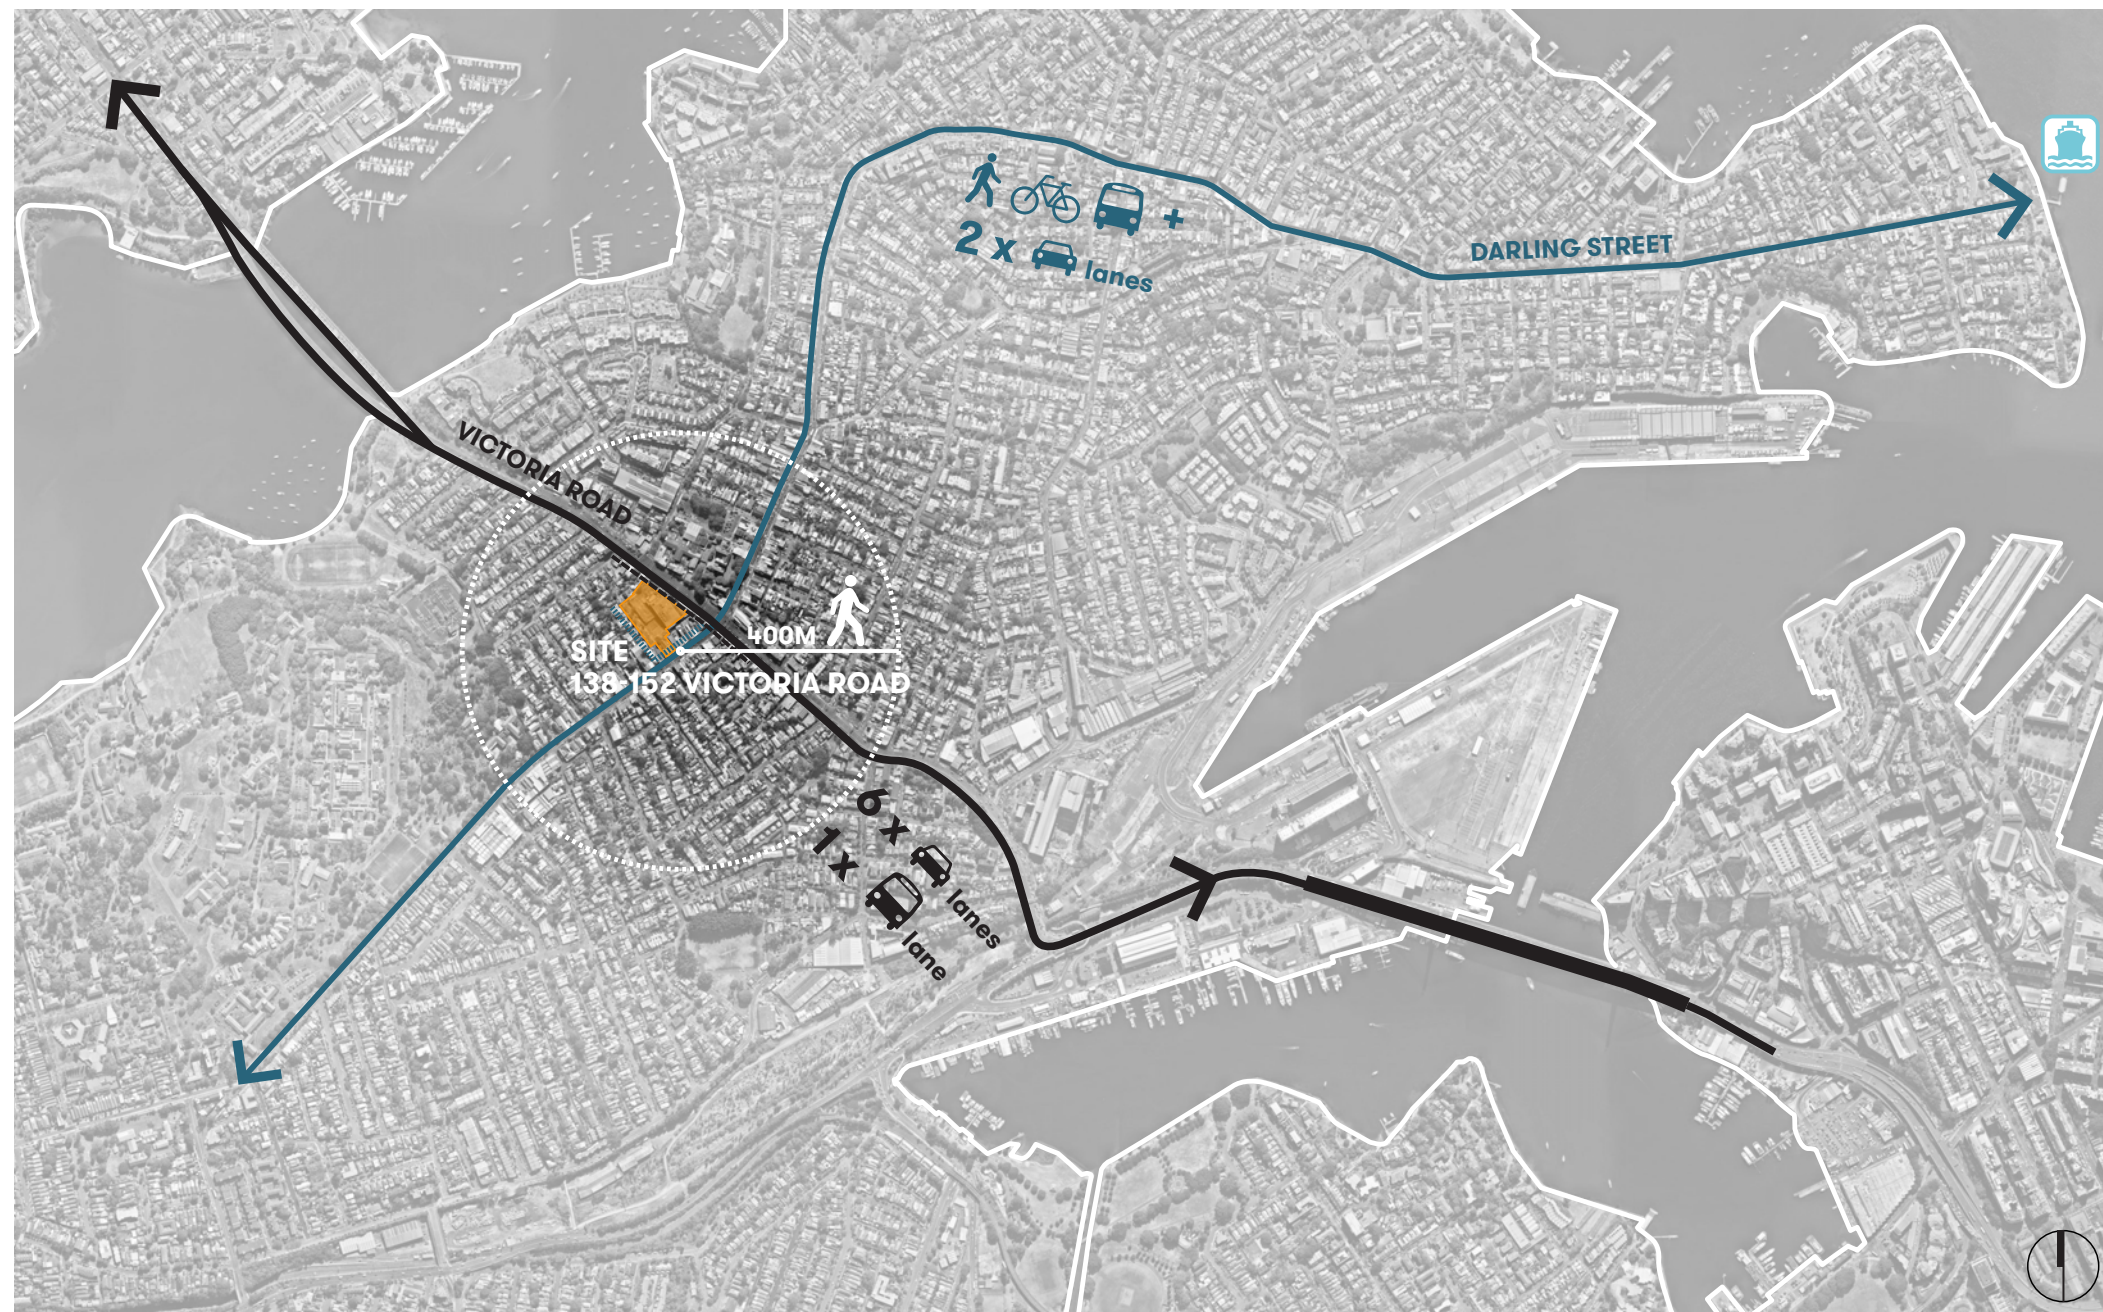 2 x lanes
+
DARLING STREET
VICTORIA ROAD
400M
SITE
138-152 VICTORIA ROAD
6 x lanes
1 x lane